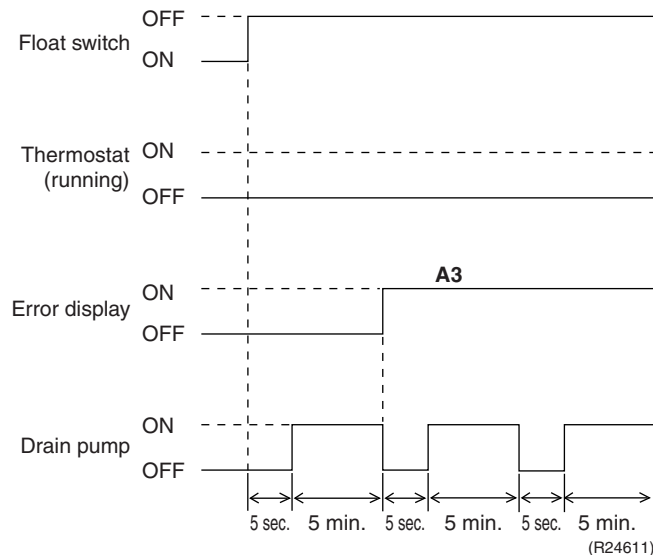 OFF
Float switch
ON
Thermostat ON
(running)
OFF
A3
ON
Error display
OFF
ON
Drain pump
OFF
5 sec. 5 min. 5 sec. 5 min. 5 sec. 5 min.
(R24611)